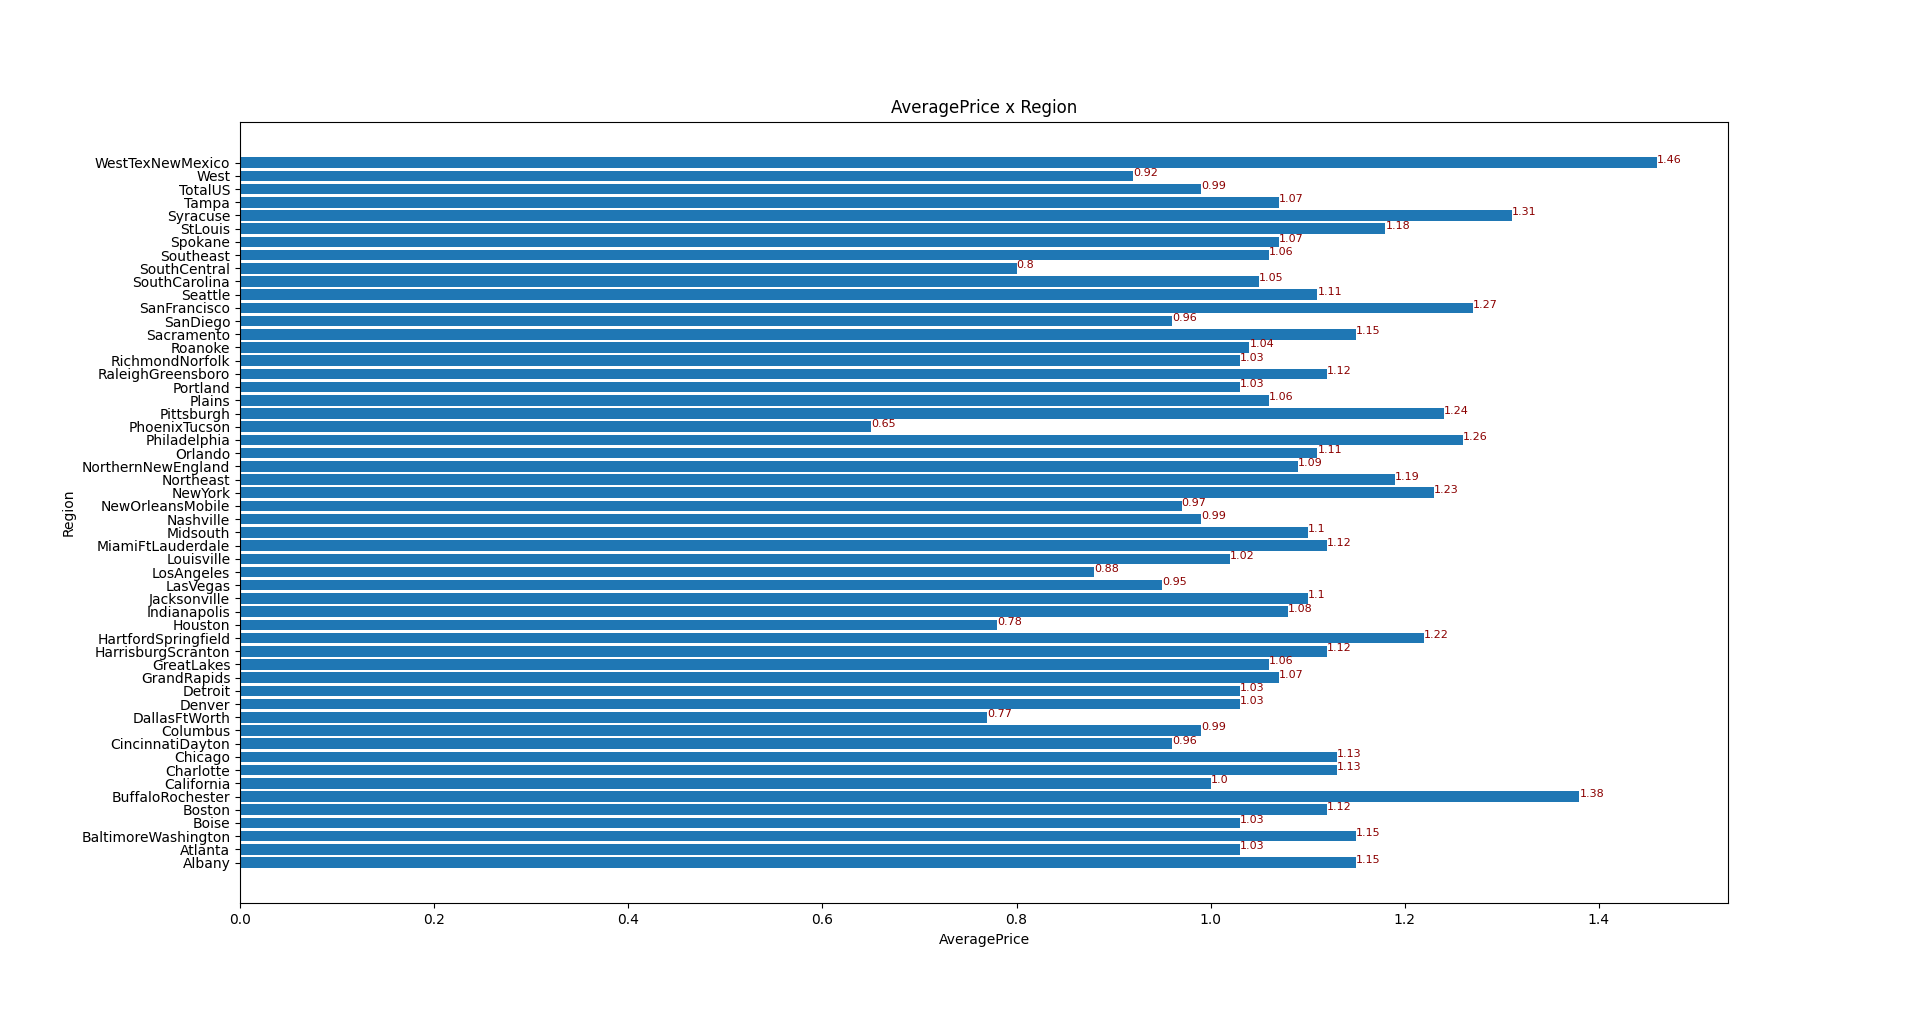 AveragePrice x Region
WestTexNewMexico 1.46
West 0.92
TotalUS 0.99
Tampa 1.07
Syracuse 1.31
StLouis 1.18
Spokane 1.07
Southeast 1.06
SouthCentral 0.8
SouthCarolina 1.05
Seattle 1.11
SanFrancisco 1.27
SanDiego 0.96
Sacramento 1.15
Roanoke 1.04
RichmondNorfolk 1.03
RaleighGreensboro 1.12
Portland 1.03
Plains 1.06
Pittsburgh 1.24
PhoenixTucson 0.65
Philadelphia 1.26
Orlando 1.11
NorthernNewEngland 1.09
Northeast 1.19
NewYork 1.23
NewOrleansMobile 0.97
Nashville 0.99
Midsouth 1.1
MiamiFtLauderdale 1.12
Louisville 1.02
LosAngeles 0.88
LasVegas 0.95
Jacksonville 1.1
Indianapolis 1.08
Houston 0.78
HartfordSpringfield 1.22
HarrisburgScranton 1.12
GreatLakes 1.06
GrandRapids 1.07
Detroit 1.03
Denver 1.03
DallasFtWorth 0.77
Columbus 0.99
CincinnatiDayton 0.96
Chicago 1.13
Charlotte 1.13
California 1.0
BuffaloRochester 1.38
Boston 1.12
Boise 1.03
BaltimoreWashington 1.15
Atlanta 1.03
Albany 1.15
Region
0.0 0.2 0.4 0.6 0.8 1.0 1.2 1.4
AveragePrice